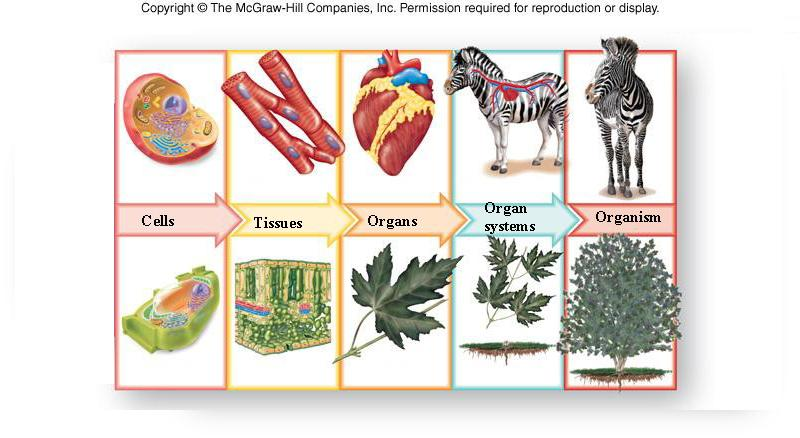 Copyright © The McGraw-Hill Companies, Inc. Permission required for reproduction or display.
Cells
Tissues
Organs
Organ
systems
Organism